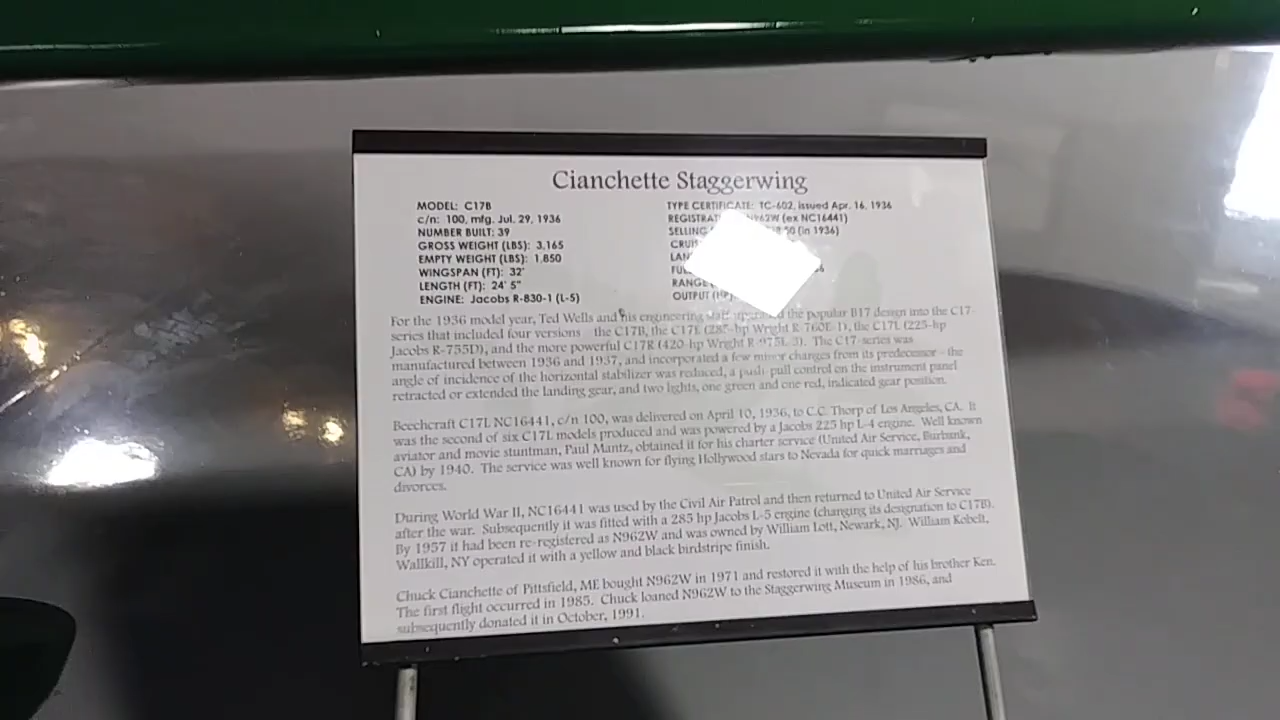 Cianchette Staggerwing
MODEL: C17B
c/n: 100, mfg. Jul. 29, 1936
NUMBER BUILT: 39
GROSS WEIGHT (LBS): 3,165
EMPTY WEIGHT (LBS): 1,850
WINGSPAN (FT): 32'
LENGTH (FT): 24' 5"
ENGINE: Jacobs R-830-1 (L-5)
TYPE CERTIFICATE: TC-602, issued Apr. 16, 1936
(ex NC16441)
SELLING (in 1936)
RANGE
OUTPUT (HP)
For the 1936 model year, Ted Wells and his engineering the popular B17 design into the C17-
series that included four versions – the C17B, the C17E (285-hp Wright R-760E-1), the C17L (225-hp
Jacobs R-755D), and the more powerful C17R (420-hp Wright R-975E-3). The C17-series was
manufactured between 1936 and 1937, and incorporated a few minor changes from its predecessor – the
angle of incidence of the horizontal stabilizer was reduced, a push-pull control on the instrument panel
retracted or extended the landing gear, and two lights, one green and one red, indicated gear position.
Beechcraft C17L NC16441, c/n 100, was delivered on April 10, 1936, to C.C. Thorp of Los Angeles, CA. It
was the second of six C17L models produced and was powered by a Jacobs 225 hp L-4 engine. Well known
aviator and movie stuntman, Paul Mantz, obtained it for his charter service (United Air Service, Burbank,
CA) by 1940. The service was well known for flying Hollywood stars to Nevada for quick marriages and
divorces.
During World War II, NC16441 was used by the Civil Air Patrol and then returned to United Air Service
after the war. Subsequently it was fitted with a 285 hp Jacobs L-5 engine (changing its designation to C17B).
By 1957 it had been re-registered as N962W and was owned by William Lott, Newark, NJ. William Kobelt,
Wallkill, NY operated it with a yellow and black birdstripe finish.
Chuck Cianchette of Pittsfield, ME bought N962W in 1971 and restored it with the help of his brother Ken.
The first flight occurred in 1985. Chuck loaned N962W to the Staggerwing Museum in 1986, and
subsequently donated it in October, 1991.